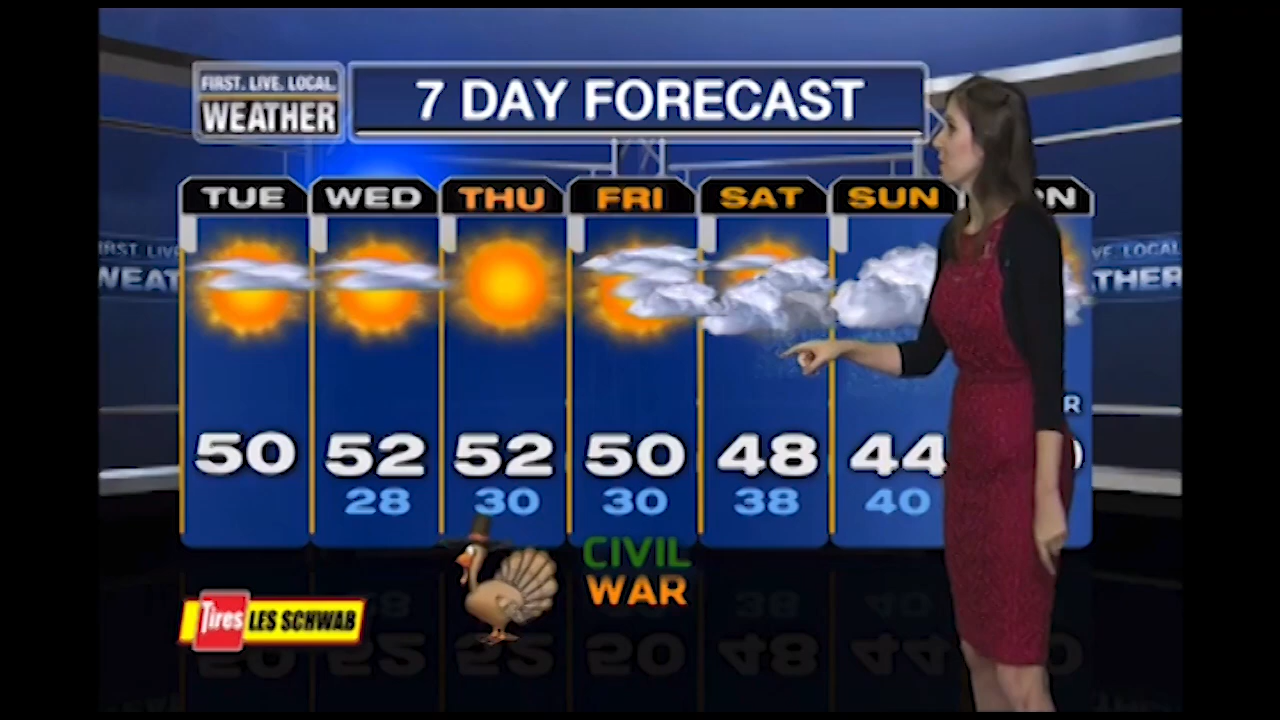 FIRST. LIVE. LOCAL.
WEATHER
7 DAY FORECAST
TUE WED THU FRI SAT SUN
50 52 52 50 48 44
28 30 30 38 40
CIVIL
WAR
Tires LES SCHWAB